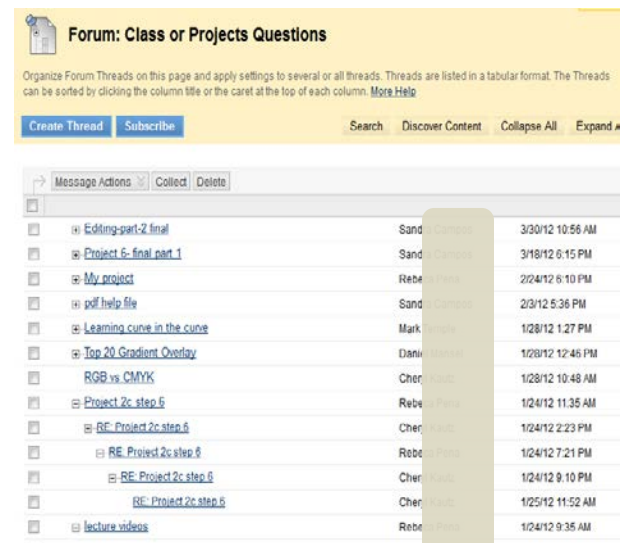 Forum: Class or Projects Questions
Organize Forum Threads on this page and apply settings to several or all threads. Threads are listed in a tabular format. The Threads
can be sorted by clicking the column title or the caret at the top of each column. More Help
Create Thread Subscribe Search Discover Content Collapse All Expand
Message Actions Collect Delete
Editing-part-2 final Sand 3/30/12 10:56 AM
Project 6- final part 1 Sand 3/18/12 6:15 PM
My project Rebe 2/24/12 6:10 PM
pdf help file Sand 2/3/12 5:36 PM
Learning curve in the curve Mark 1/28/12 1:27 PM
Top 20 Gradient Overlay Dani 1/28/12 12:46 PM
RGB vs CMYK Cher 1/28/12 10:48 AM
Project 2c step 6 Rebe 1/24/12 11:35 AM
RE: Project 2c step 6 Cher 1/24/12 2:23 PM
RE: Project 2c step 6 Rebe 1/24/12 7:21 PM
RE: Project 2c step 6 Cher 1/24/12 9:10 PM
RE: Project 2c step 6 Cher 1/25/12 11:52 AM
lecture videos Rebe 1/24/12 9:35 AM